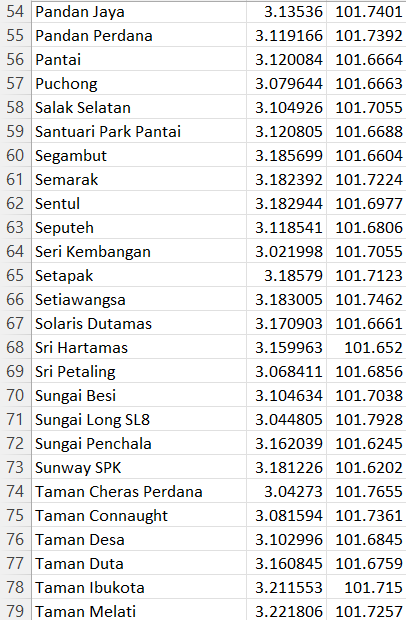 54 Pandan Jaya 3.13536 101.7401
55 Pandan Perdana 3.119166 101.7392
56 Pantai 3.120084 101.6664
57 Puchong 3.079644 101.6663
58 Salak Selatan 3.104926 101.7055
59 Santuari Park Pantai 3.120805 101.6688
60 Segambut 3.185699 101.6604
61 Semarak 3.182392 101.7224
62 Sentul 3.182944 101.6977
63 Seputeh 3.118541 101.6806
64 Seri Kembangan 3.021998 101.7055
65 Setapak 3.18579 101.7123
66 Setiawangsa 3.183005 101.7462
67 Solaris Dutamas 3.170903 101.6661
68 Sri Hartamas 3.159963 101.652
69 Sri Petaling 3.068411 101.6856
70 Sungai Besi 3.104634 101.7038
71 Sungai Long SL8 3.044805 101.7928
72 Sungai Penchala 3.162039 101.6245
73 Sunway SPK 3.181226 101.6202
74 Taman Cheras Perdana 3.04273 101.7655
75 Taman Connaught 3.081594 101.7361
76 Taman Desa 3.102996 101.6845
77 Taman Duta 3.160845 101.6759
78 Taman Ibukota 3.211553 101.715
79 Taman Melati 3.221806 101.7257